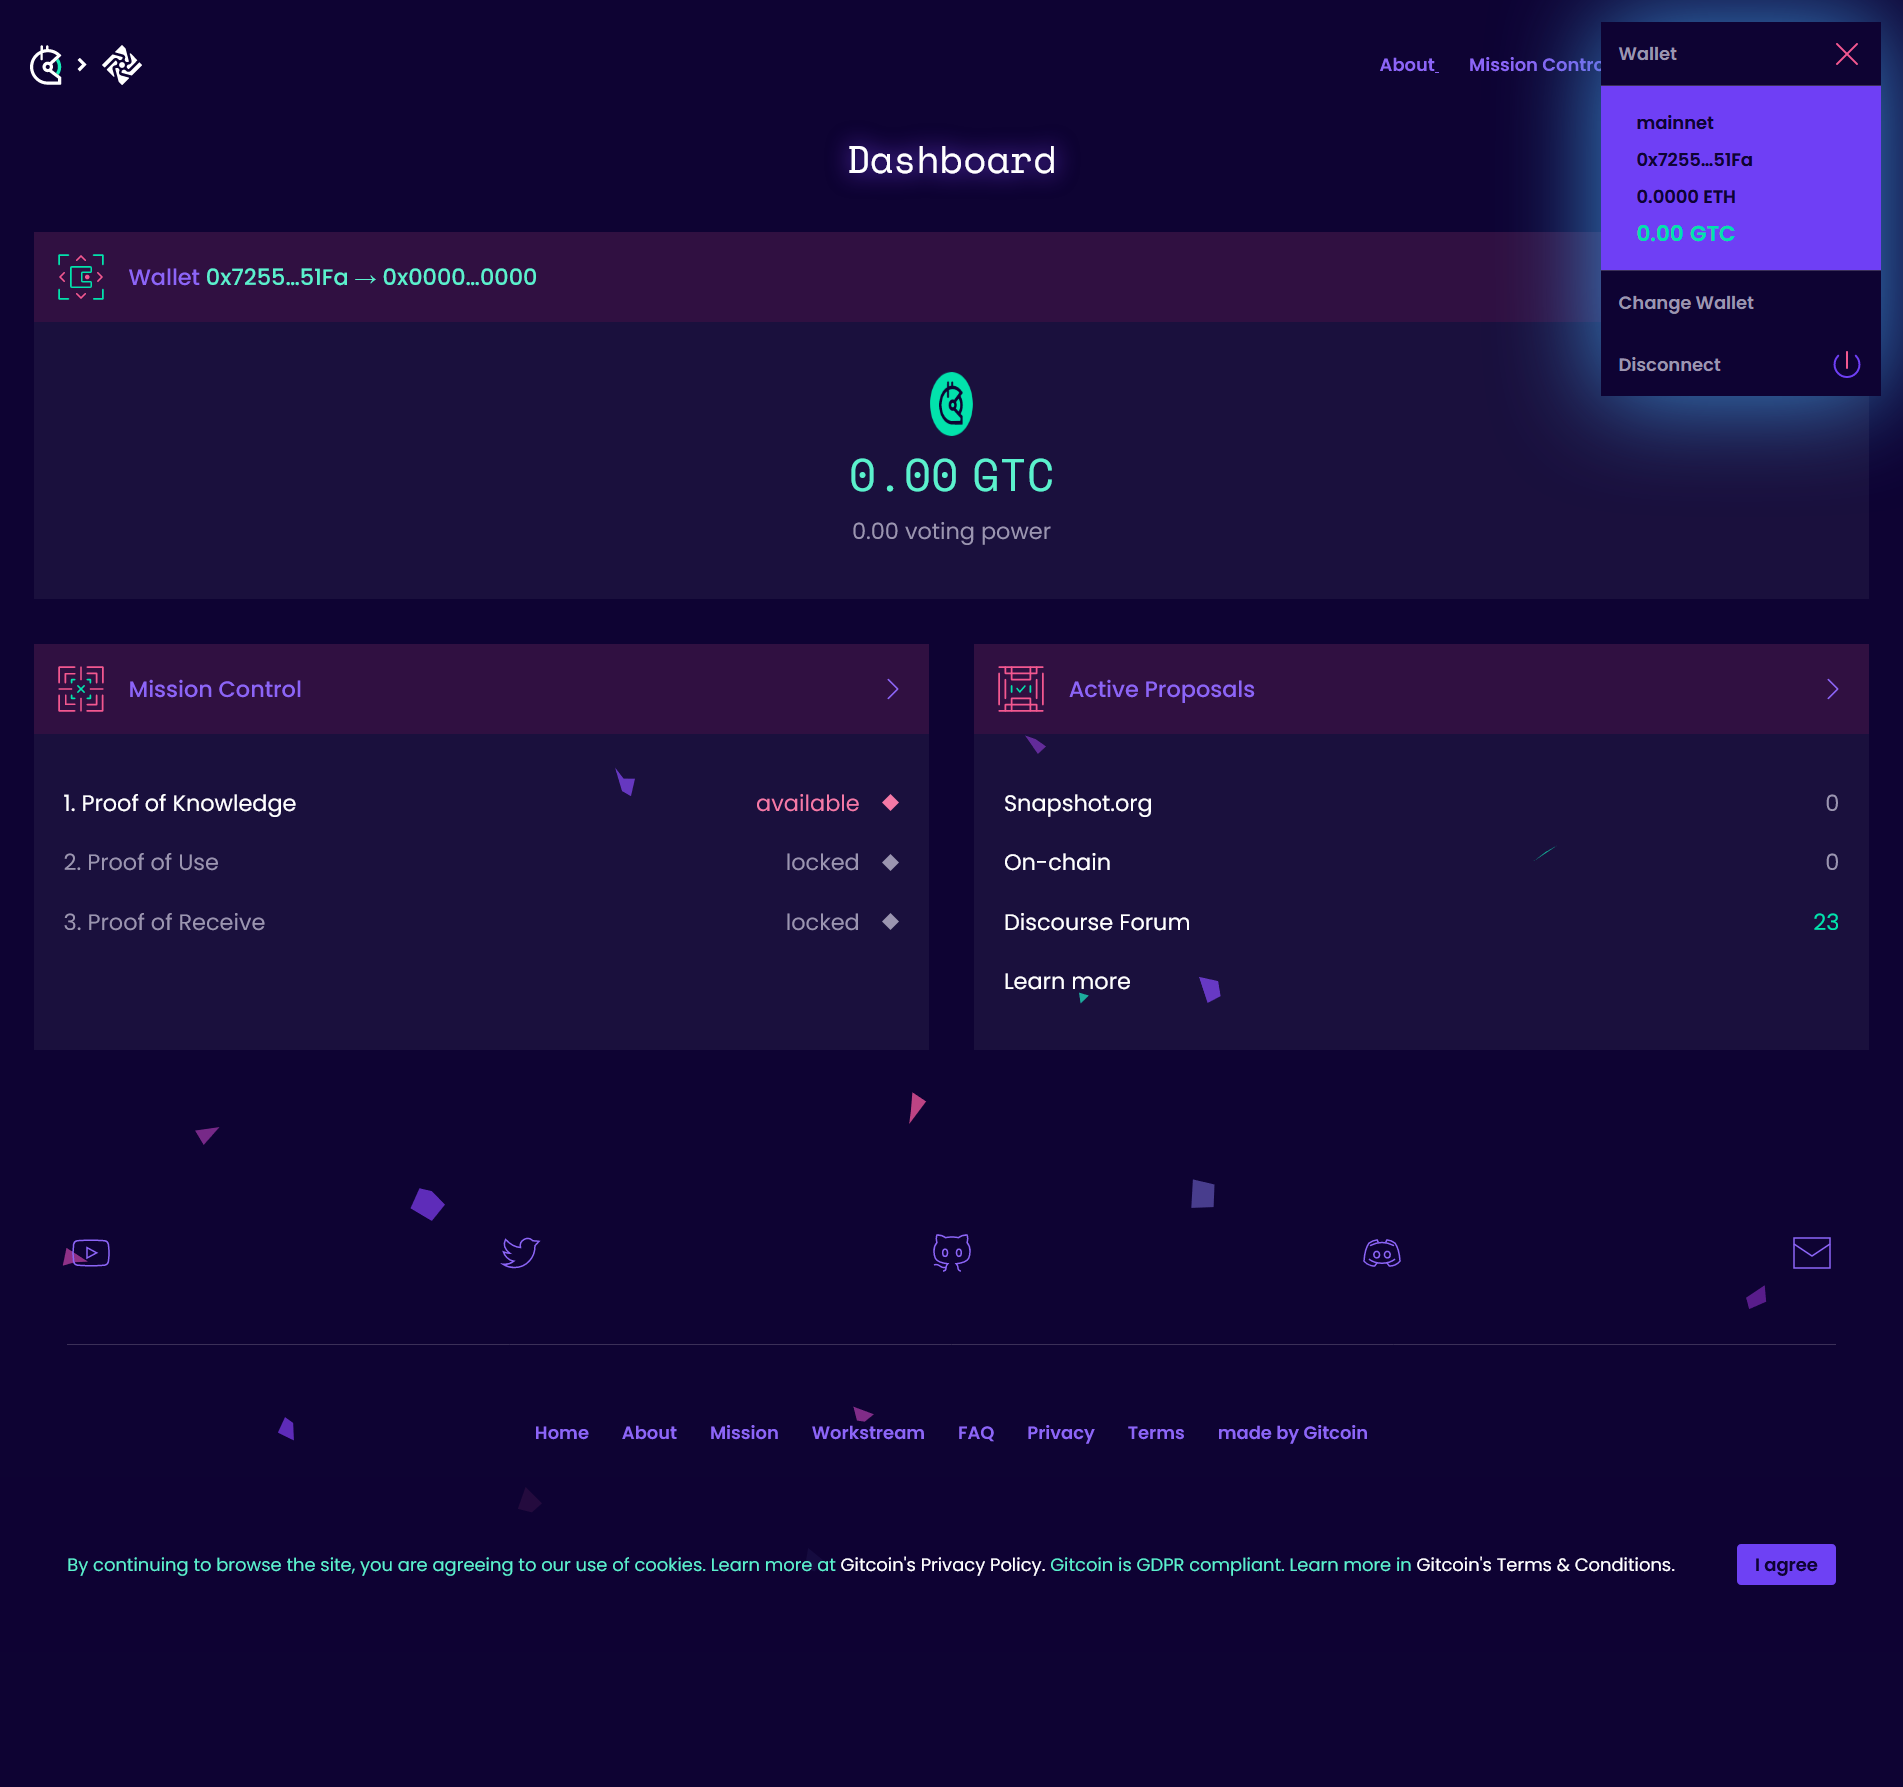 About
Mission Contro
Wallet
mainnet
0x7255...51Fa
0.0000 ETH
0.00 GTC
Change Wallet
Disconnect
Dashboard
Wallet 0x7255...51Fa → 0x0000...0000
0.00 GTC
0.00 voting power
Mission Control
1. Proof of Knowledge available
2. Proof of Use locked
3. Proof of Receive locked
Active Proposals
Snapshot.org 0
On-chain 0
Discourse Forum 23
Learn more
Home About Mission Workstream FAQ Privacy Terms made by Gitcoin
By continuing to browse the site, you are agreeing to our use of cookies. Learn more at Gitcoin's Privacy Policy. Gitcoin is GDPR compliant. Learn more in Gitcoin's Terms & Conditions.
I agree